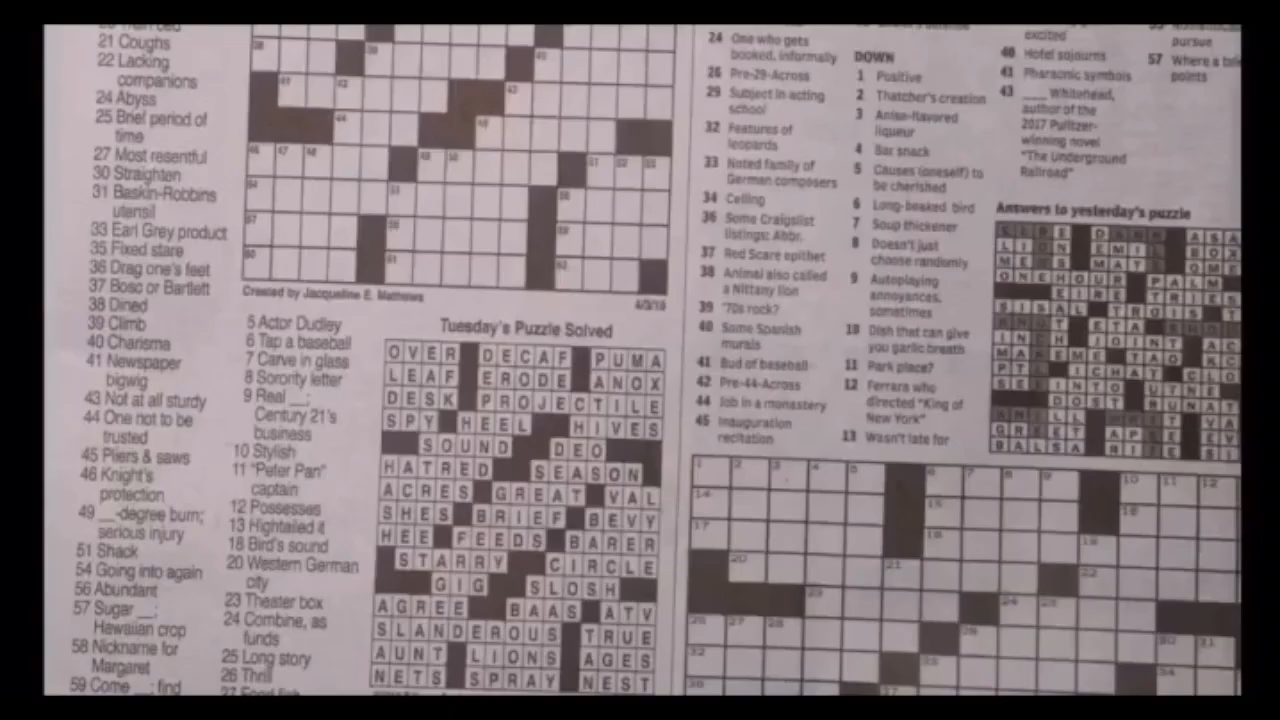 21 Coughs
22 Lacking
companions
24 Abyss
25 Brief period of
time
27 Most resentful
30 Straighten
31 Baskin-Robbins
utensil
33 Earl Grey product
35 Fixed stare
36 Drag one's feet
37 Bosc or Bartlett
38 Dined
39 Climb
40 Charisma
41 Newspaper
bigwig
43 Not at all sturdy
44 One not to be
trusted
45 Pliers & saws
46 Knight's
protection
49 __-degree burn;
serious injury
51 Shack
54 Going into again
56 Abundant
57 Sugar __;
Hawaiian crop
58 Nickname for
Margaret
59 Come __; find
Created by Jacqueline E. Mathews
4/3/19
5 Actor Dudley
6 Tap a baseball
7 Carve in glass
8 Sorority letter
9 Real __;
Century 21's
business
10 Stylish
11 "Peter Pan"
captain
12 Possesses
13 Hightailed it
18 Bird's sound
20 Western German
city
23 Theater box
24 Combine, as
funds
25 Long story
26 Thrill
27 Food fish
Tuesday's Puzzle Solved
OVER DECAF PUMA
LEAF ERODE ANOX
DESK PROJECTILE
SPY HEEL HIVES
SOUND DEO
HATRED SEASON
ACRES GREAT VAL
SHES BRIEF BEVY
HEE FEEDS BARER
STARRY CIRCLE
GIG SLOSH
AGREE BAAS ATV
SLANDEROUS TRUE
AUNT LIONS AGES
NETS SPRAY NEST
24 One who gets
booked, informally
26 Pre-29-Across
29 Subject in acting
school
32 Features of
leopards
33 Noted family of
German composers
34 Ceiling
36 Some Craigslist
listings: Abbr.
37 Red Scare epithet
38 Animal also called
a Nittany lion
39 '70s rock?
40 Some Spanish
murals
41 Bud of baseball
42 Pre-44-Across
44 Job in a monastery
45 Inauguration
recitation
DOWN
1 Positive
2 Thatcher's creation
3 Anise-flavored
liqueur
4 Bar snack
5 Causes (oneself) to
be cherished
6 Long-beaked bird
7 Soup thickener
8 Doesn't just
choose randomly
9 Autoplaying
annoyances,
sometimes
10 Dish that can give
you garlic breath
11 Park place?
12 Ferrara who
directed "King of
New York"
13 Wasn't late for
excited
40 Hotel sojourns
41 Pharaonic symbols
43 ___ Whitehead,
author of the
2017 Pulitzer-
winning novel
"The Underground
Railroad"
pursue
57 Where a
points
Answers to yesterday's puzzle